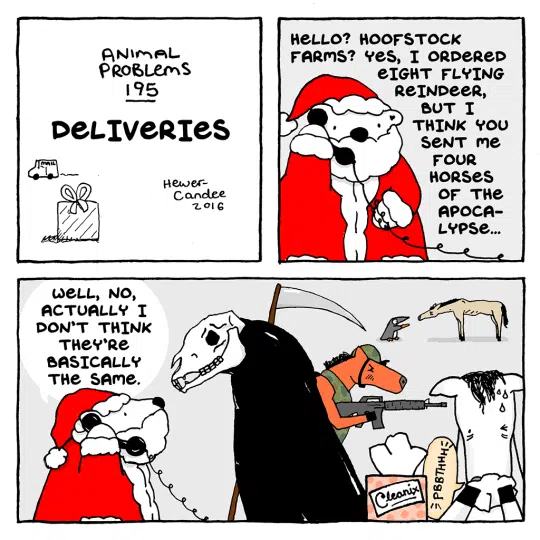 ANIMAL
PROBLEMS
195
DELIVERIES
MAIL
HEWER-
CANDEE
2016
HELLO? HOOFSTOCK
FARMS? YES, I ORDERED
EIGHT FLYING
REINDEER,
BUT I
THINK YOU
SENT ME
FOUR
HORSES
OF THE
APOCA-
LYPSE...
WELL, NO,
ACTUALLY I
DON'T THINK
THEY'RE
BASICALLY
THE SAME.
Cleanix
PBBTHHH